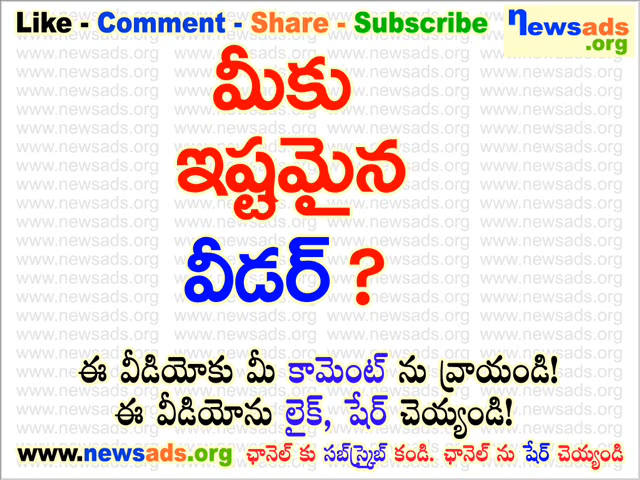 Like - Comment - Share - Subscribe
newsads
.org
మీకు
ఇష్టమైన
వీడర్ ?
ఈ వీడియోకు మీ కామెంట్ ను వ్రాయండి!
ఈ వీడియోను లైక్, షేర్ చెయ్యండి!
www.newsads.org ఛానెల్ కు సబ్‌స్క్రైబ్ కండి. ఛానెల్ ను షేర్ చెయ్యండి